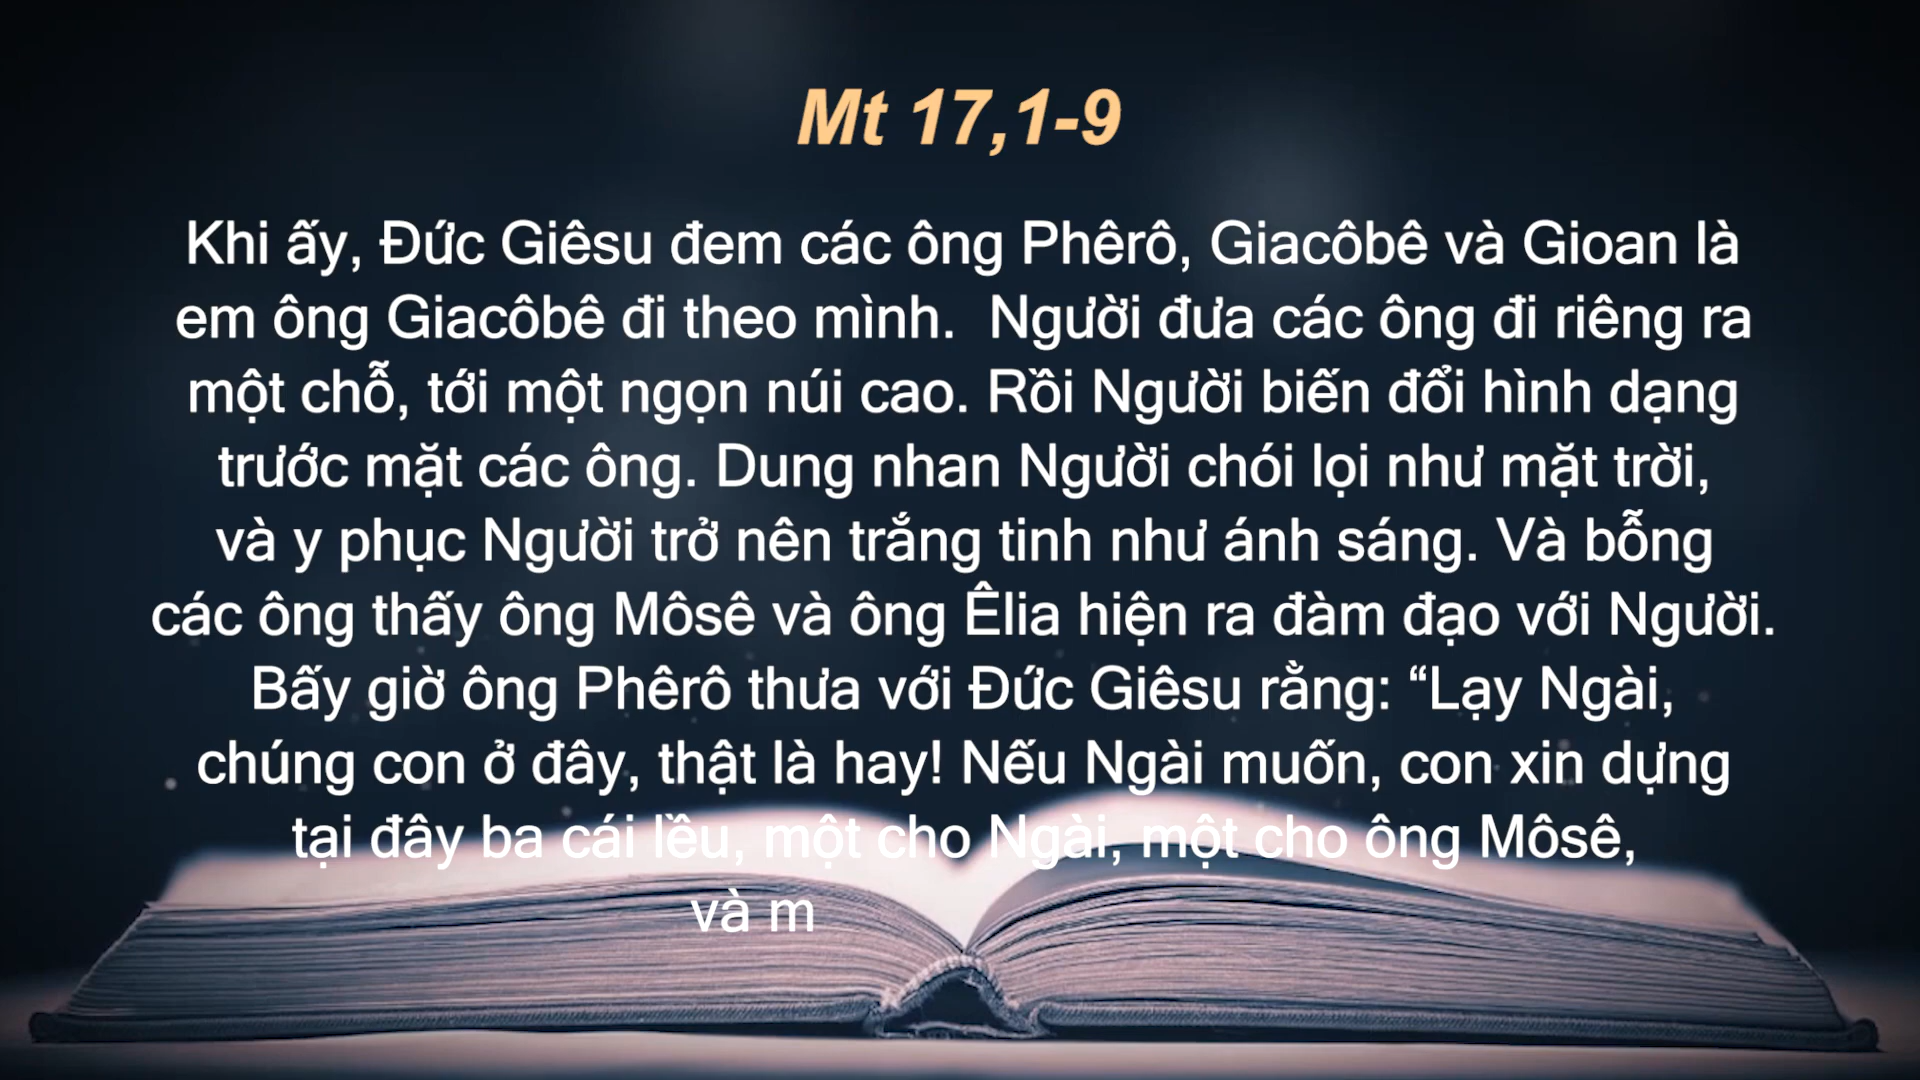 Mt 17,1-9
Khi ấy, Đức Giêsu đem các ông Phêrô, Giacôbê và Gioan là
em ông Giacôbê đi theo mình.  Người đưa các ông đi riêng ra
một chỗ, tới một ngọn núi cao. Rồi Người biến đổi hình dạng
trước mặt các ông. Dung nhan Người chói lọi như mặt trời,
và y phục Người trở nên trắng tinh như ánh sáng. Và bỗng
các ông thấy ông Môsê và ông Êlia hiện ra đàm đạo với Người.
Bấy giờ ông Phêrô thưa với Đức Giêsu rằng: “Lạy Ngài,
chúng con ở đây, thật là hay! Nếu Ngài muốn, con xin dựng
tại đây ba cái lều, một cho Ngài, một cho ông Môsê,
và m